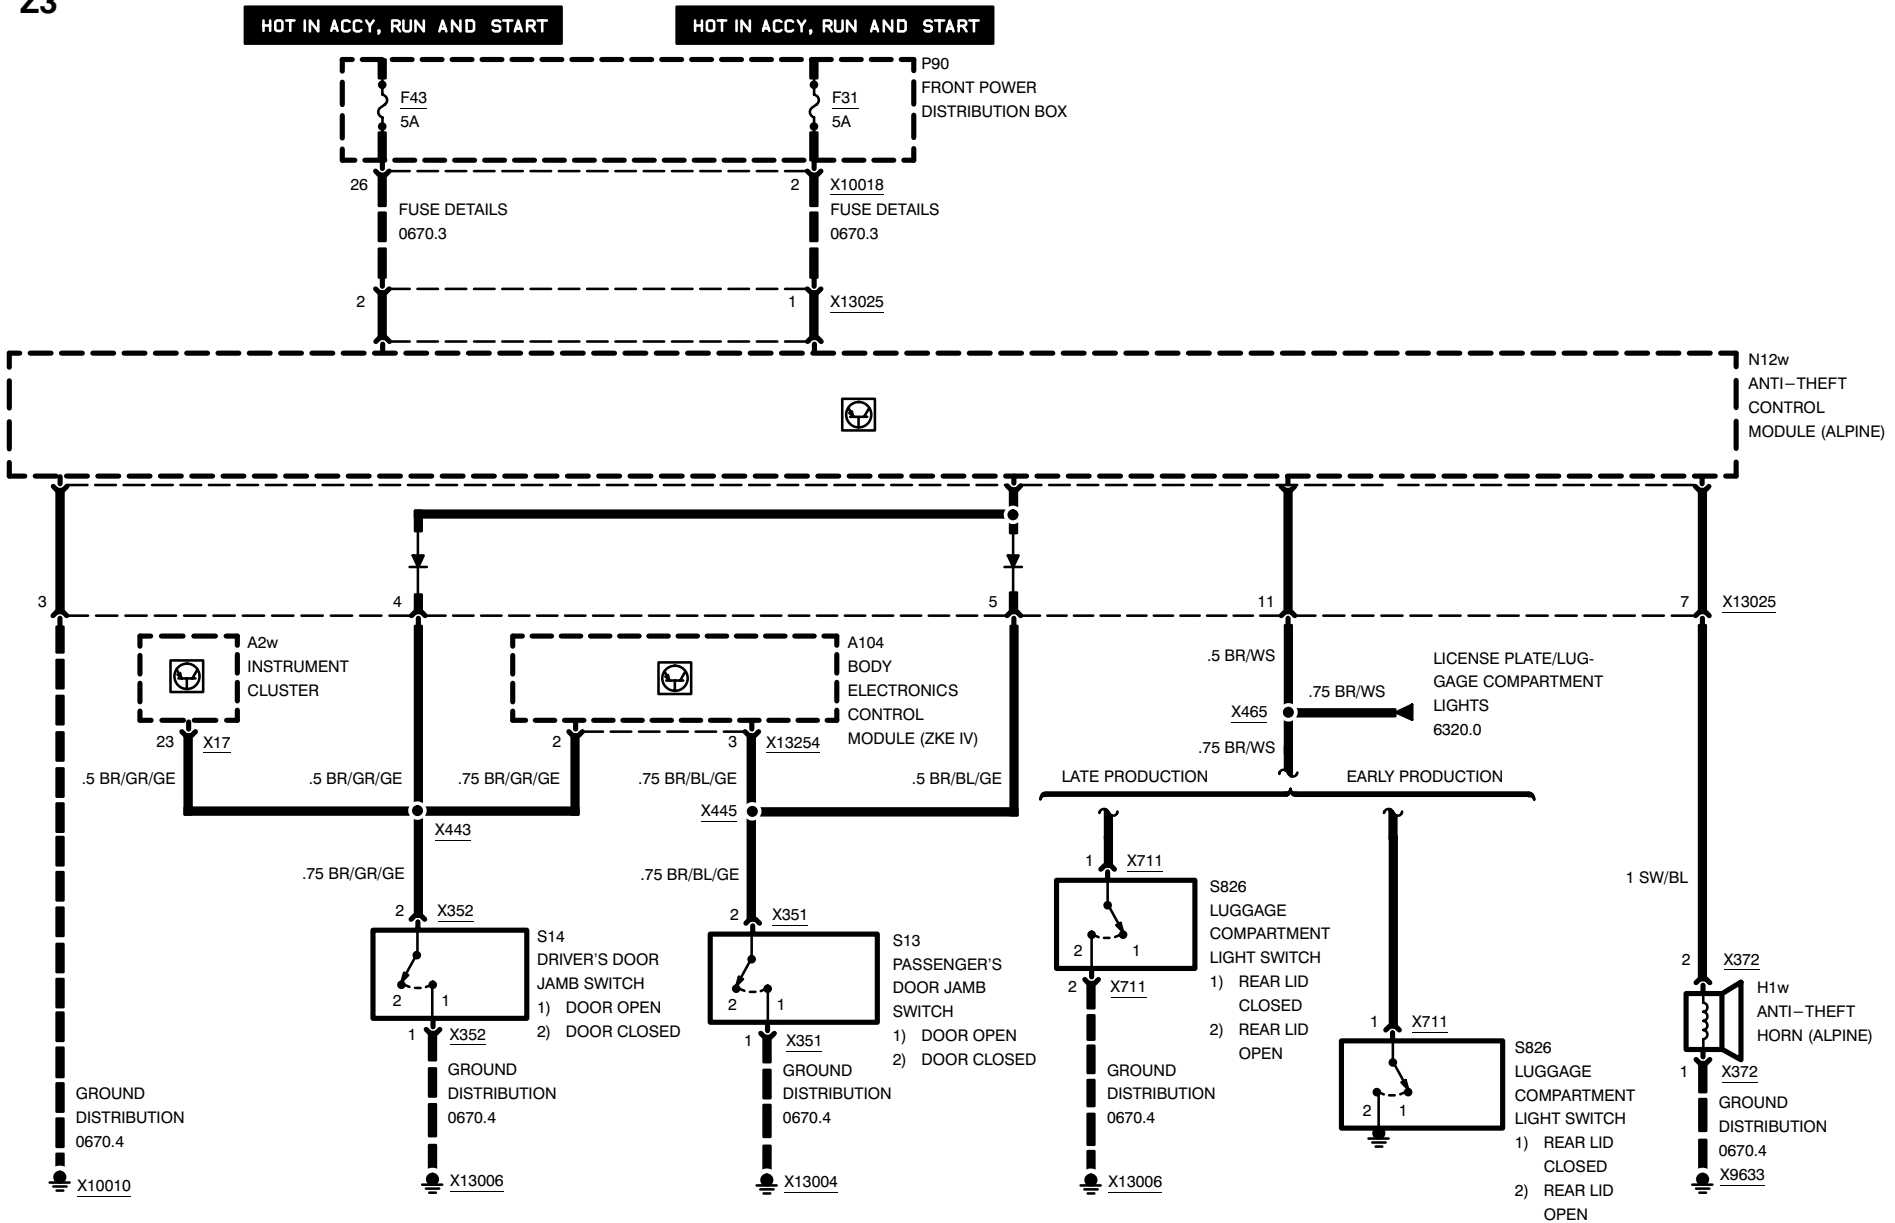 Z3
HOT IN ACCY, RUN AND START
HOT IN ACCY, RUN AND START
P90
FRONT POWER
DISTRIBUTION BOX
F43
5A
F31
5A
26
2
X10018
FUSE DETAILS
0670.3
FUSE DETAILS
0670.3
2
1
X13025
N12w
ANTI–THEFT
CONTROL
MODULE (ALPINE)
3
4
5
11
7
X13025
A2w
INSTRUMENT
CLUSTER
A104
BODY
ELECTRONICS
CONTROL
MODULE (ZKE IV)
.5 BR/WS
LICENSE PLATE/LUG-
GAGE COMPARTMENT
LIGHTS
6320.0
.75 BR/WS
X465
.75 BR/WS
23
X17
2
3
X13254
.5 BR/GR/GE
.5 BR/GR/GE
.75 BR/GR/GE
.75 BR/BL/GE
.5 BR/BL/GE
LATE PRODUCTION
EARLY PRODUCTION
X443
X445
.75 BR/GR/GE
.75 BR/BL/GE
1
X711
1 SW/BL
2
X352
2
X351
S14
DRIVER'S DOOR
JAMB SWITCH
1) DOOR OPEN
2) DOOR CLOSED
2
1
S13
PASSENGER'S
DOOR JAMB
SWITCH
1) DOOR OPEN
2) DOOR CLOSED
2
1
S826
LUGGAGE
COMPARTMENT
LIGHT SWITCH
1) REAR LID
CLOSED
2) REAR LID
OPEN
2
1
2
X711
2
X372
H1w
ANTI–THEFT
HORN (ALPINE)
1
X352
1
X351
1
X711
S826
LUGGAGE
COMPARTMENT
LIGHT SWITCH
1) REAR LID
CLOSED
2) REAR LID
OPEN
2
1
1
X372
GROUND
DISTRIBUTION
0670.4
GROUND
DISTRIBUTION
0670.4
GROUND
DISTRIBUTION
0670.4
GROUND
DISTRIBUTION
0670.4
GROUND
DISTRIBUTION
0670.4
X10010
X13006
X13004
X13006
X9633